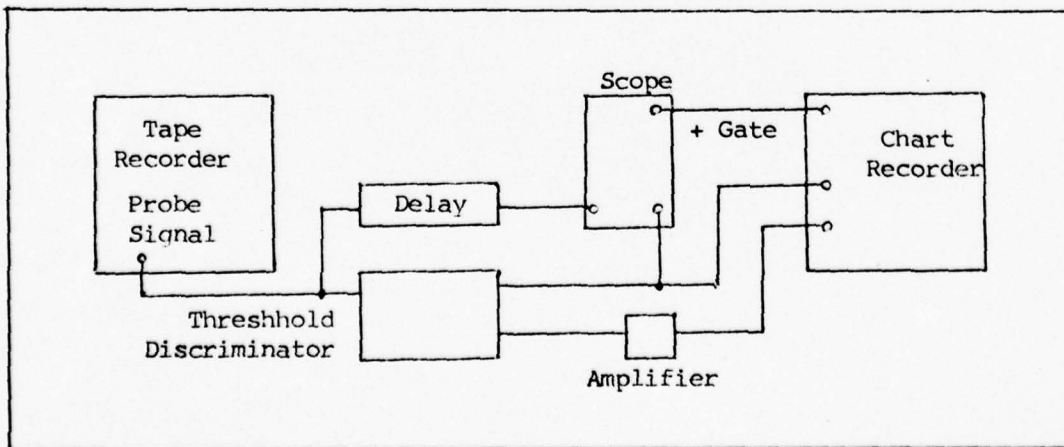 Scope
+ Gate
Tape
Recorder
Probe
Signal
Chart
Recorder
Delay
Threshhold
Discriminator
Amplifier